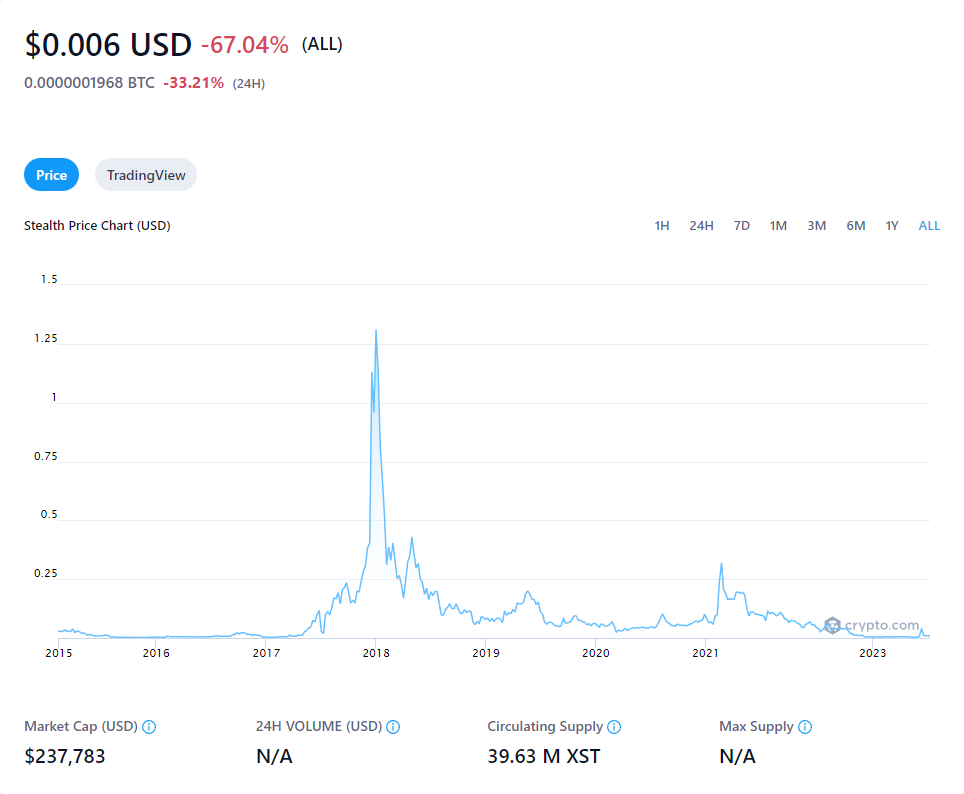 $0.006 USD -67.04% (ALL)
0.0000001968 BTC -33.21% (24H)
Price TradingView
Stealth Price Chart (USD) 1H 24H 7D 1M 3M 6M 1Y ALL
1.5
1.25
1
0.75
0.5
0.25
crypto.com
2015 2016 2017 2018 2019 2020 2021 2023
Market Cap (USD) 24H VOLUME (USD) Circulating Supply Max Supply
$237,783 N/A 39.63 M XST N/A